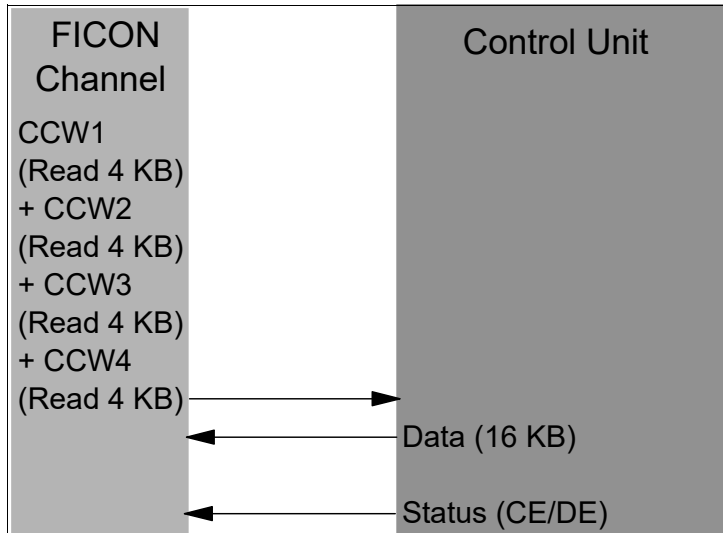 FICON
Channel
Control Unit
CCW1
(Read 4 KB)
+ CCW2
(Read 4 KB)
+ CCW3
(Read 4 KB)
+ CCW4
(Read 4 KB)
Data (16 KB)
Status (CE/DE)